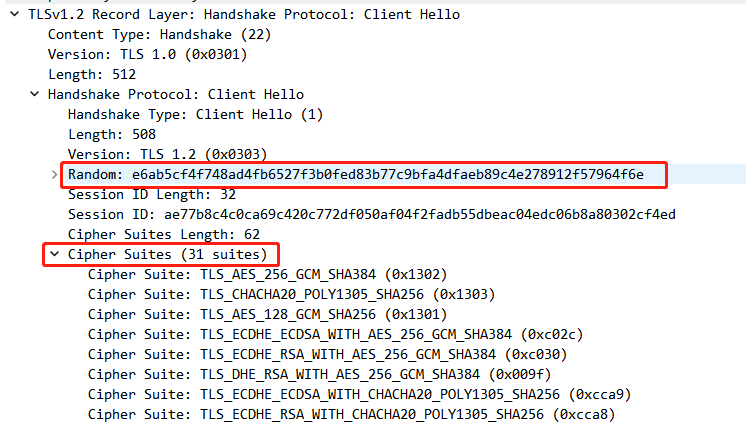 TLSv1.2 Record Layer: Handshake Protocol: Client Hello
Content Type: Handshake (22)
Version: TLS 1.0 (0x0301)
Length: 512
Handshake Protocol: Client Hello
Handshake Type: Client Hello (1)
Length: 508
Version: TLS 1.2 (0x0303)
Random: e6ab5cf4f748ad4fb6527f3b0fed83b77c9bfa4dfaeb89c4e278912f57964f6e
Session ID Length: 32
Session ID: ae77b8c4c0ca69c420c772df050af04f2fadb55dbeac04edc06b8a80302cf4ed
Cipher Suites Length: 62
Cipher Suites (31 suites)
Cipher Suite: TLS_AES_256_GCM_SHA384 (0x1302)
Cipher Suite: TLS_CHACHA20_POLY1305_SHA256 (0x1303)
Cipher Suite: TLS_AES_128_GCM_SHA256 (0x1301)
Cipher Suite: TLS_ECDHE_ECDSA_WITH_AES_256_GCM_SHA384 (0xc02c)
Cipher Suite: TLS_ECDHE_RSA_WITH_AES_256_GCM_SHA384 (0xc030)
Cipher Suite: TLS_DHE_RSA_WITH_AES_256_GCM_SHA384 (0x009f)
Cipher Suite: TLS_ECDHE_ECDSA_WITH_CHACHA20_POLY1305_SHA256 (0xcca9)
Cipher Suite: TLS_ECDHE_RSA_WITH_CHACHA20_POLY1305_SHA256 (0xcca8)